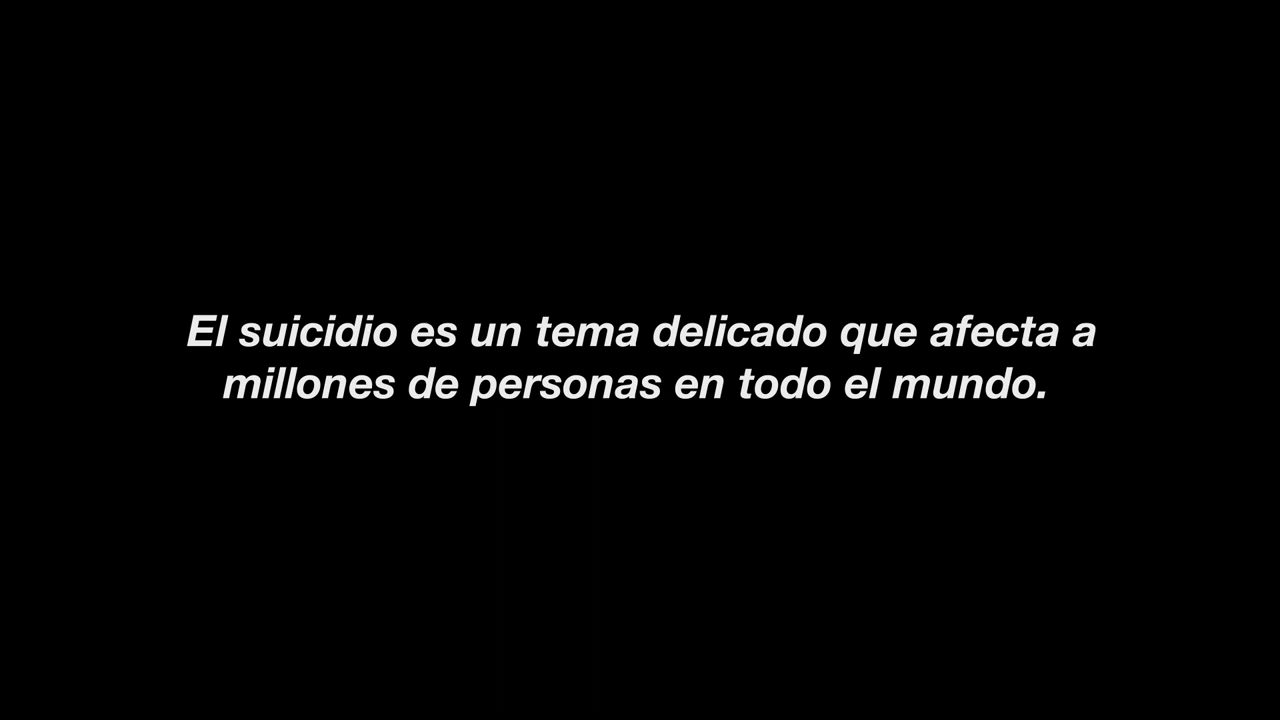 El suicidio es un tema delicado que afecta a
millones de personas en todo el mundo.